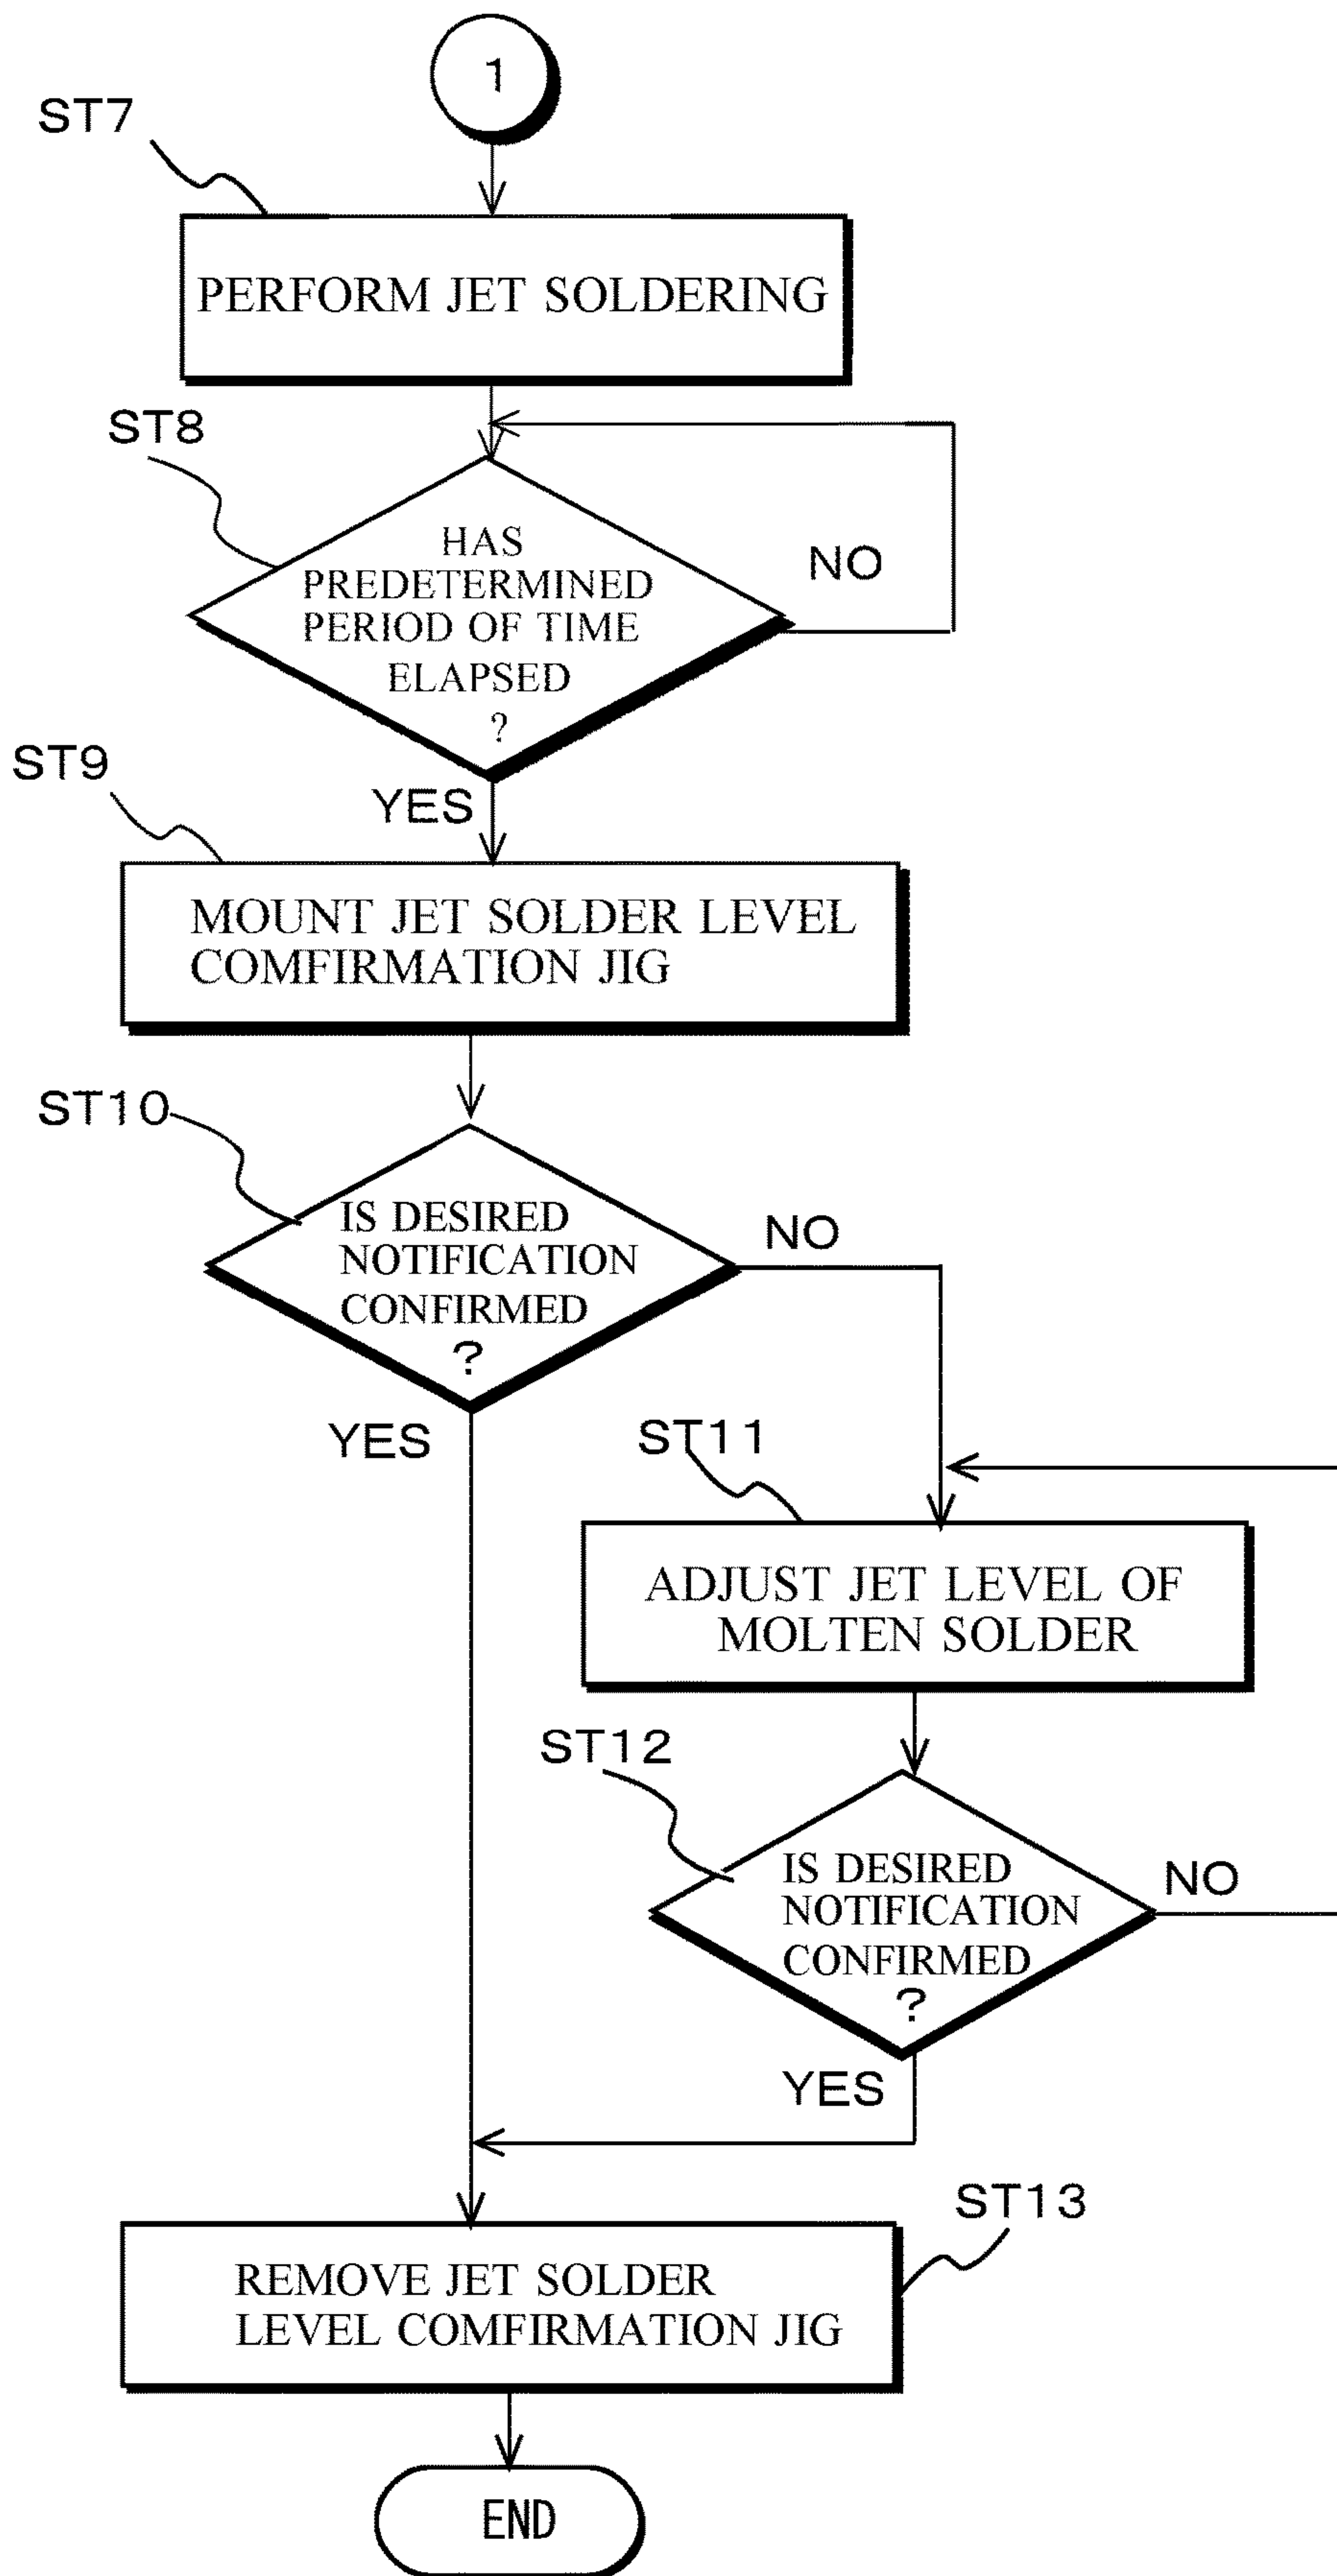 1
ST7
PERFORM JET SOLDERING
ST8
HAS
PREDETERMINED
PERIOD OF TIME
ELAPSED
?
NO
YES
ST9
MOUNT JET SOLDER LEVEL
COMFIRMATION JIG
ST10
IS DESIRED
NOTIFICATION
CONFIRMED
?
NO
YES
ST11
ADJUST JET LEVEL OF
MOLTEN SOLDER
ST12
IS DESIRED
NOTIFICATION
CONFIRMED
?
NO
YES
ST13
REMOVE JET SOLDER
LEVEL COMFIRMATION JIG
END